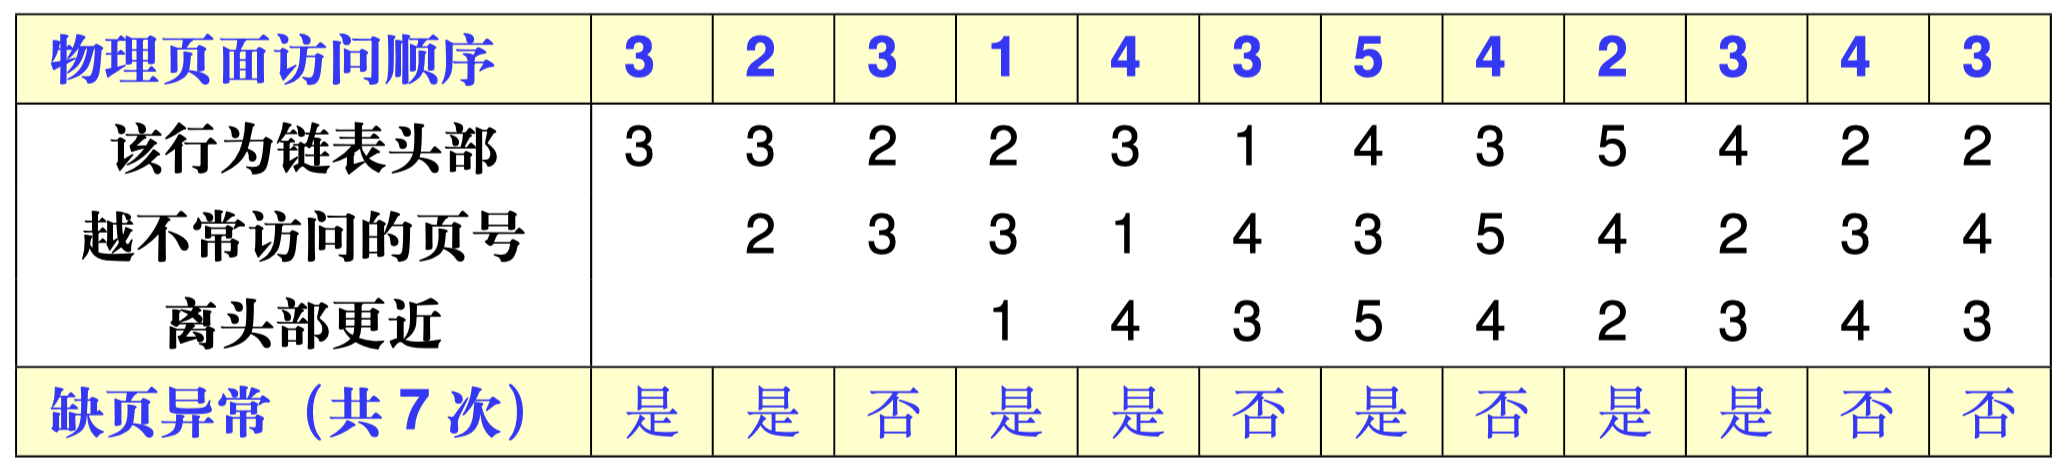 物理页面访问顺序 3 2 3 1 4 3 5 4 2 3 4 3
该行为链表头部 3 3 2 2 3 1 4 3 5 4 2 2
越不常访问的页号 2 3 3 1 4 3 5 4 2 3 4
离头部更近 1 4 3 5 4 2 3 4 3
缺页异常（共 7 次） 是 是 否 是 是 否 是 否 是 是 否 否